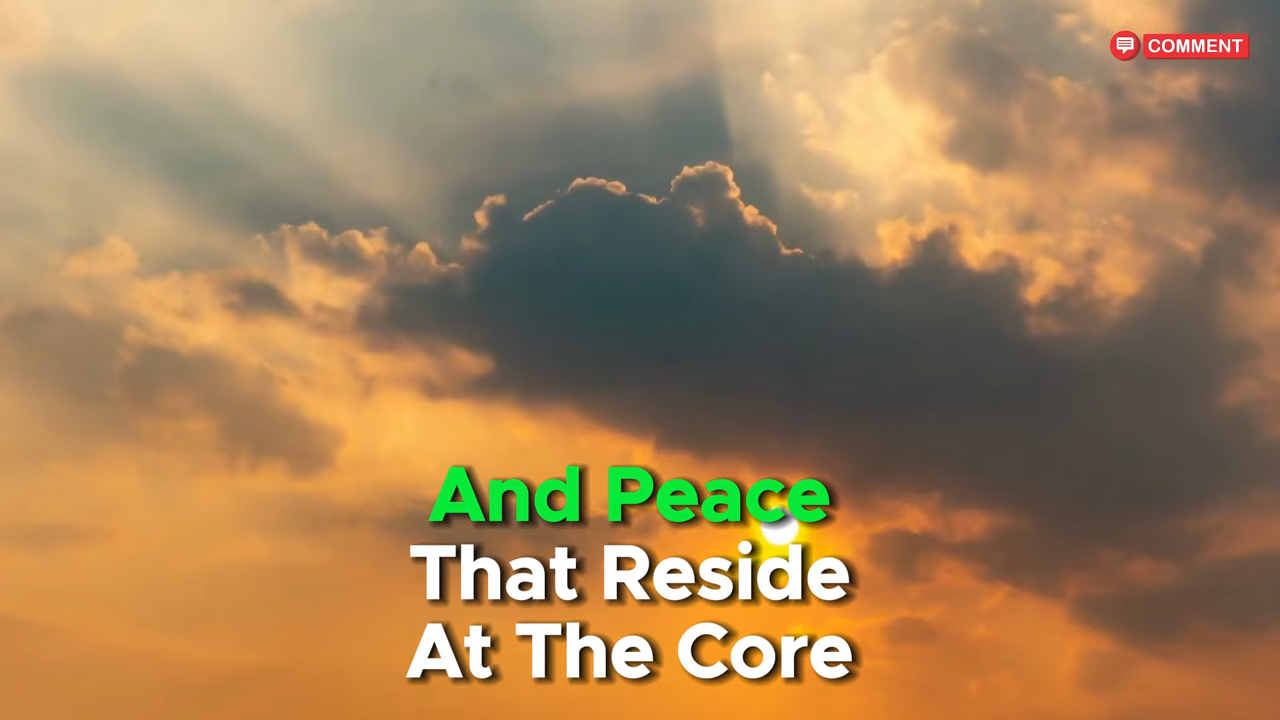 COMMENT
And Peace
That Reside
At The Core